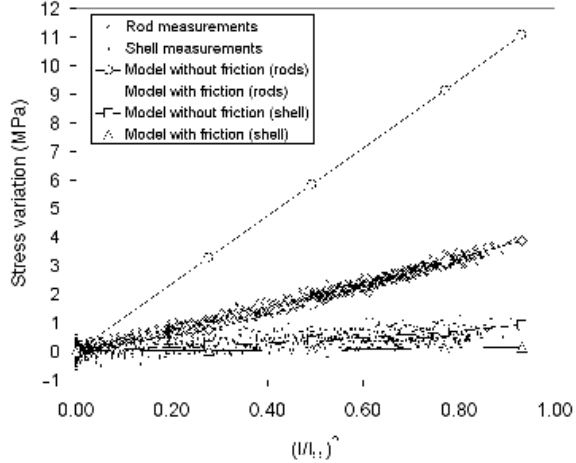 12
11
10
9
8
7
6
5
4
3
2
1
0
-1
Stress variation (MPa)
Rod measurements
Shell measurements
Model without friction (rods)
Model with friction (rods)
Model without friction (shell)
Model with friction (shell)
0.00 0.20 0.40 0.60 0.80 1.00